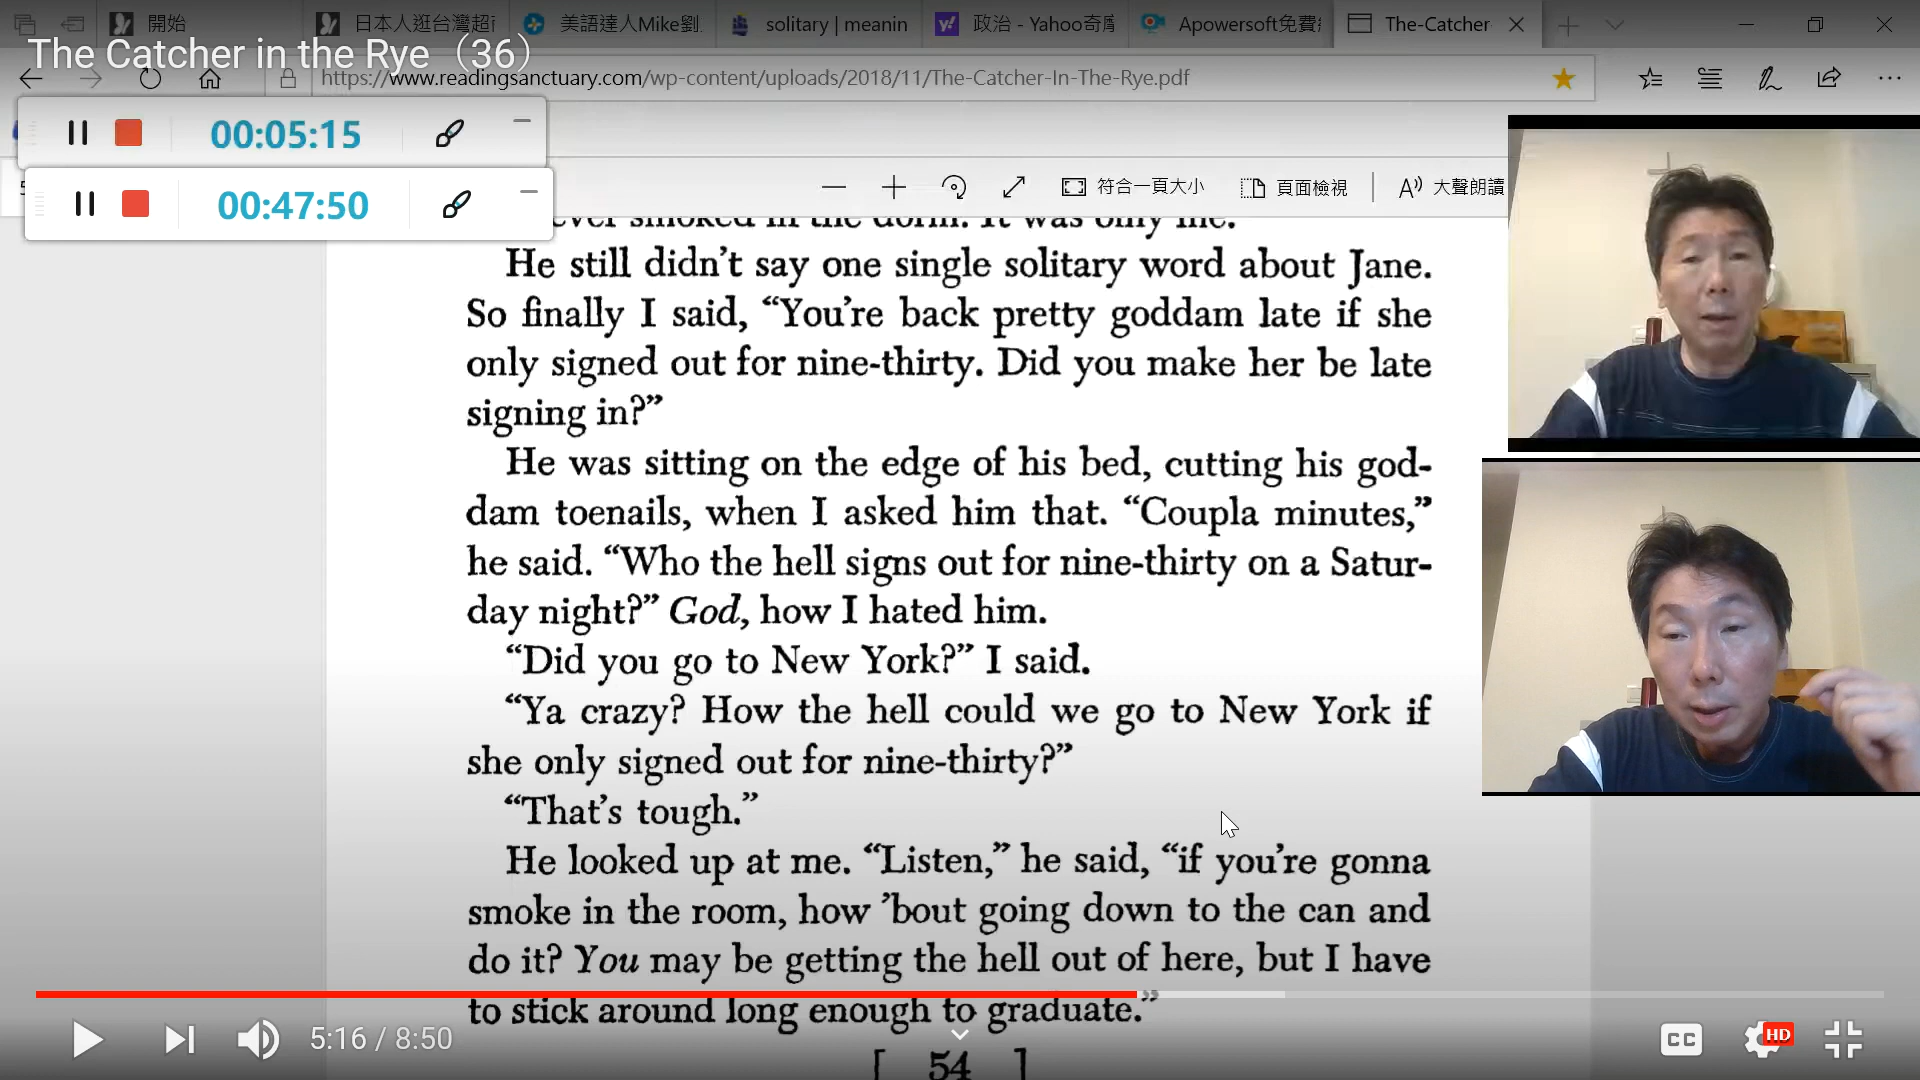 開始
日本人逛台灣超
美語達人Mike劉
solitary | meanin
政治 - Yahoo奇
Apowersoft免費
The-Catcher
The Catcher in the Rye（36）
https://www.readingsanctuary.com/wp-content/uploads/2018/11/The-Catcher-In-The-Rye.pdf
00:05:15
00:47:50
符合一頁大小
頁面檢視
大聲朗讀
ever smoked in the dorm. It was only me.
He still didn’t say one single solitary word about Jane.
So finally I said, “You’re back pretty goddam late if she
only signed out for nine-thirty. Did you make her be late
signing in?”
He was sitting on the edge of his bed, cutting his god-
dam toenails, when I asked him that. “Coupla minutes,”
he said. “Who the hell signs out for nine-thirty on a Satur-
day night?” God, how I hated him.
“Did you go to New York?” I said.
“Ya crazy? How the hell could we go to New York if
she only signed out for nine-thirty?”
“That’s tough.”
He looked up at me. “Listen,” he said, “if you’re gonna
smoke in the room, how ’bout going down to the can and
do it? You may be getting the hell out of here, but I have
to stick around long enough to graduate.”
[ 54 ]
5:16 / 8:50
CC
HD